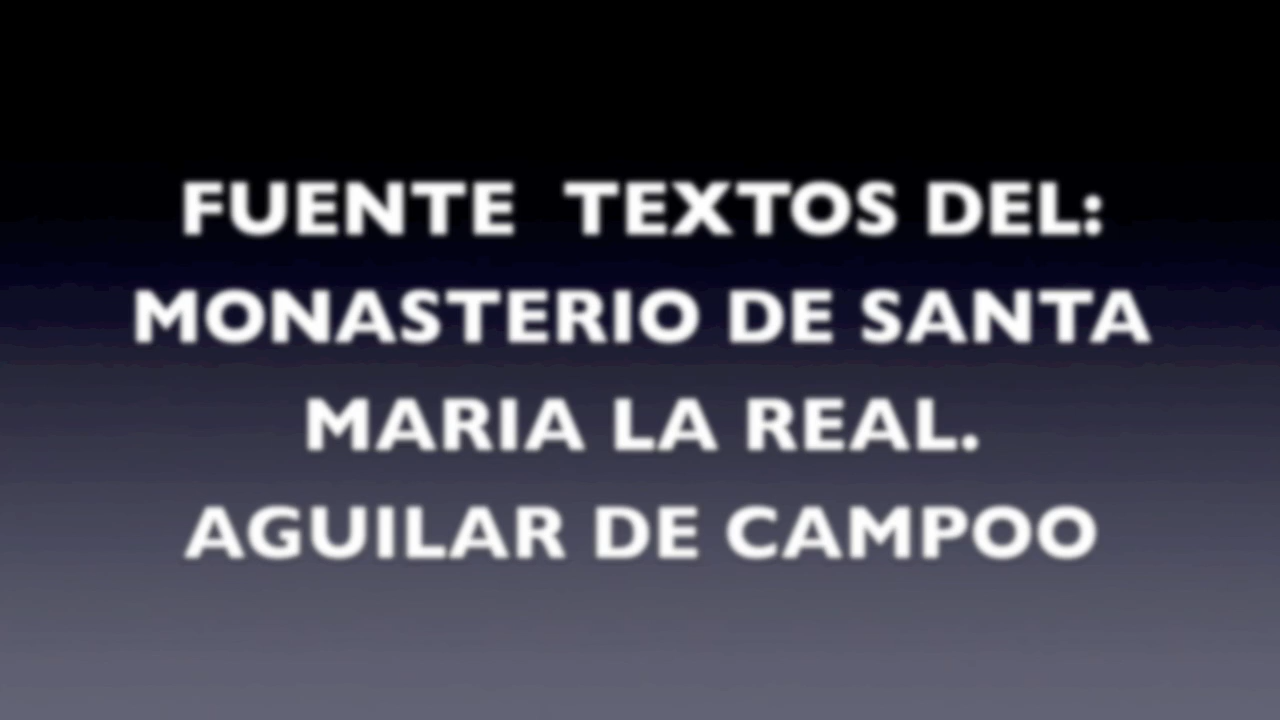 FUENTE  TEXTOS DEL:
MONASTERIO DE SANTA
MARIA LA REAL.
AGUILAR DE CAMPOO